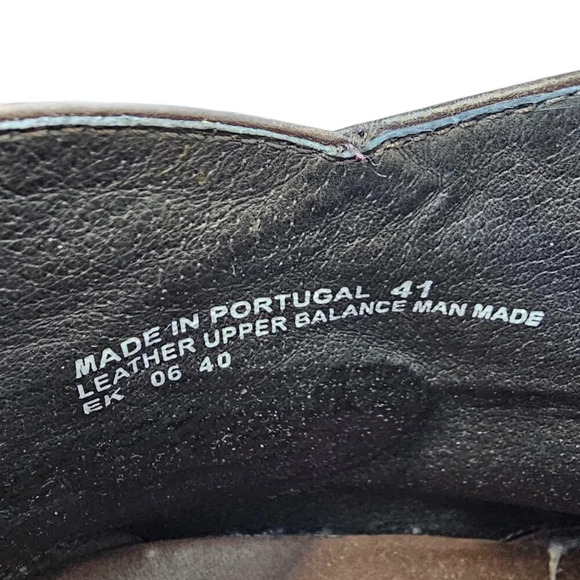 MADE IN PORTUGAL 41
LEATHER UPPER BALANCE MAN MADE
EK 06 40